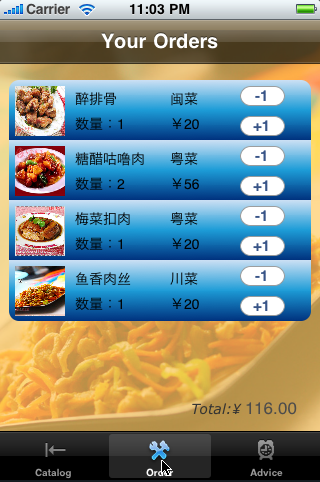 Carrier 11:03 PM
Your Orders
醉排骨 闽菜 -1
数量：1 ￥20 +1
糖醋咕噜肉 粤菜 -1
数量：2 ￥56 +1
梅菜扣肉 粤菜 -1
数量：1 ￥20 +1
鱼香肉丝 川菜 -1
数量：1 ￥20 +1
Total:¥ 116.00
Catalog Order Advice